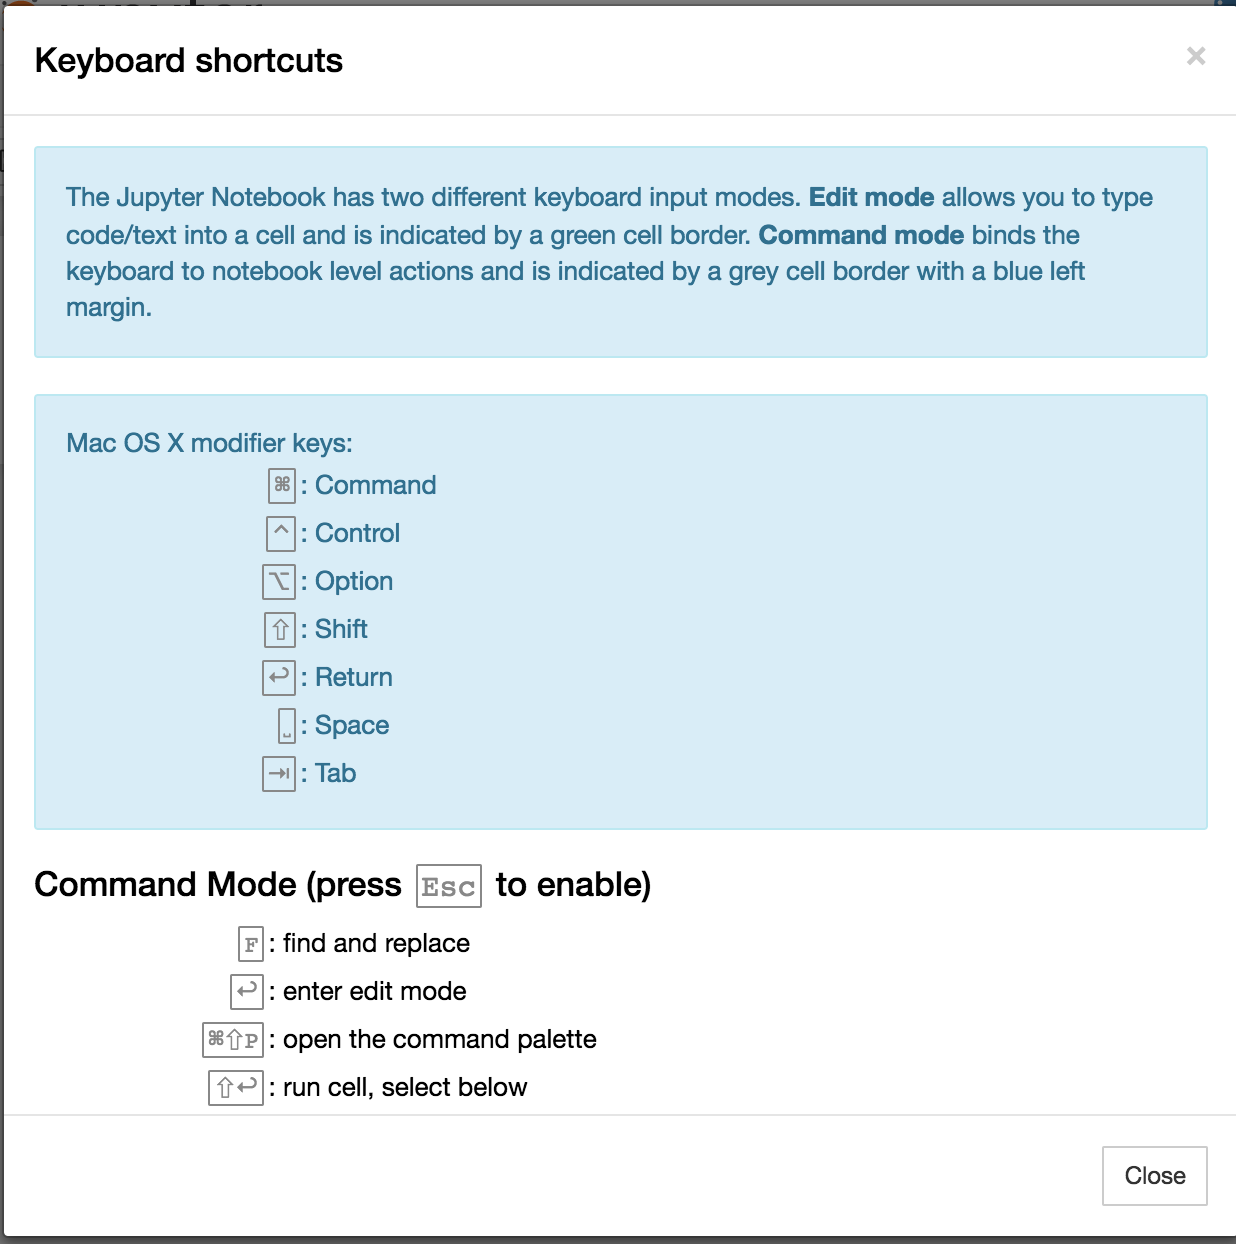 Keyboard shortcuts
×
The Jupyter Notebook has two different keyboard input modes. Edit mode allows you to type
code/text into a cell and is indicated by a green cell border. Command mode binds the
keyboard to notebook level actions and is indicated by a grey cell border with a blue left
margin.
Mac OS X modifier keys:
⌘ : Command
^ : Control
⌥ : Option
⇧ : Shift
↩ : Return
␣ : Space
⇥ : Tab
Command Mode (press Esc to enable)
F : find and replace
↩ : enter edit mode
⌘⇧P : open the command palette
⇧↩ : run cell, select below
Close